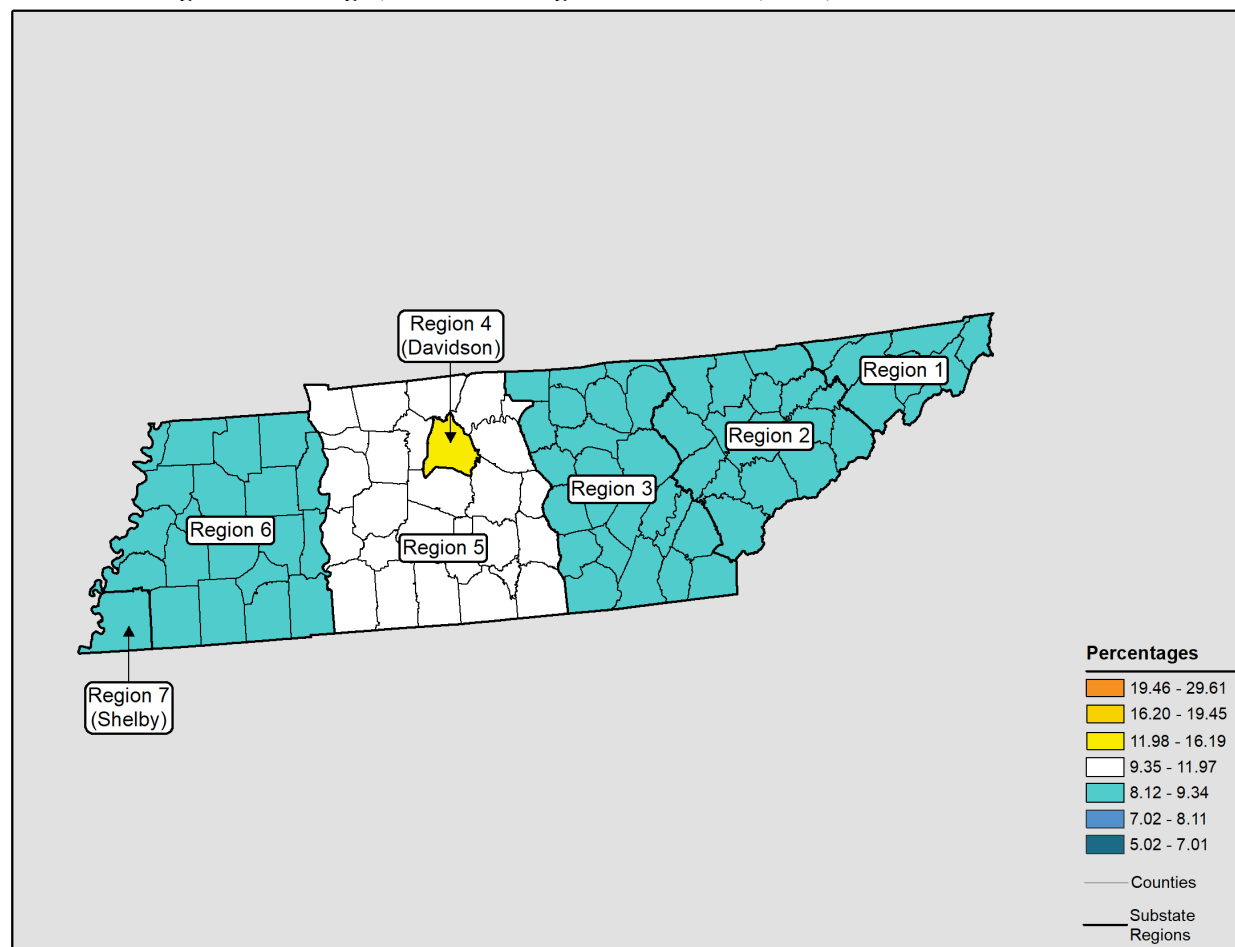 Region 4
(Davidson)
Region 1
Region 2
Region 3
Region 6
Region 5
Region 7
(Shelby)
Percentages
19.46 - 29.61
16.20 - 19.45
11.98 - 16.19
9.35 - 11.97
8.12 - 9.34
7.02 - 8.11
5.02 - 7.01
Counties
Substate
Regions